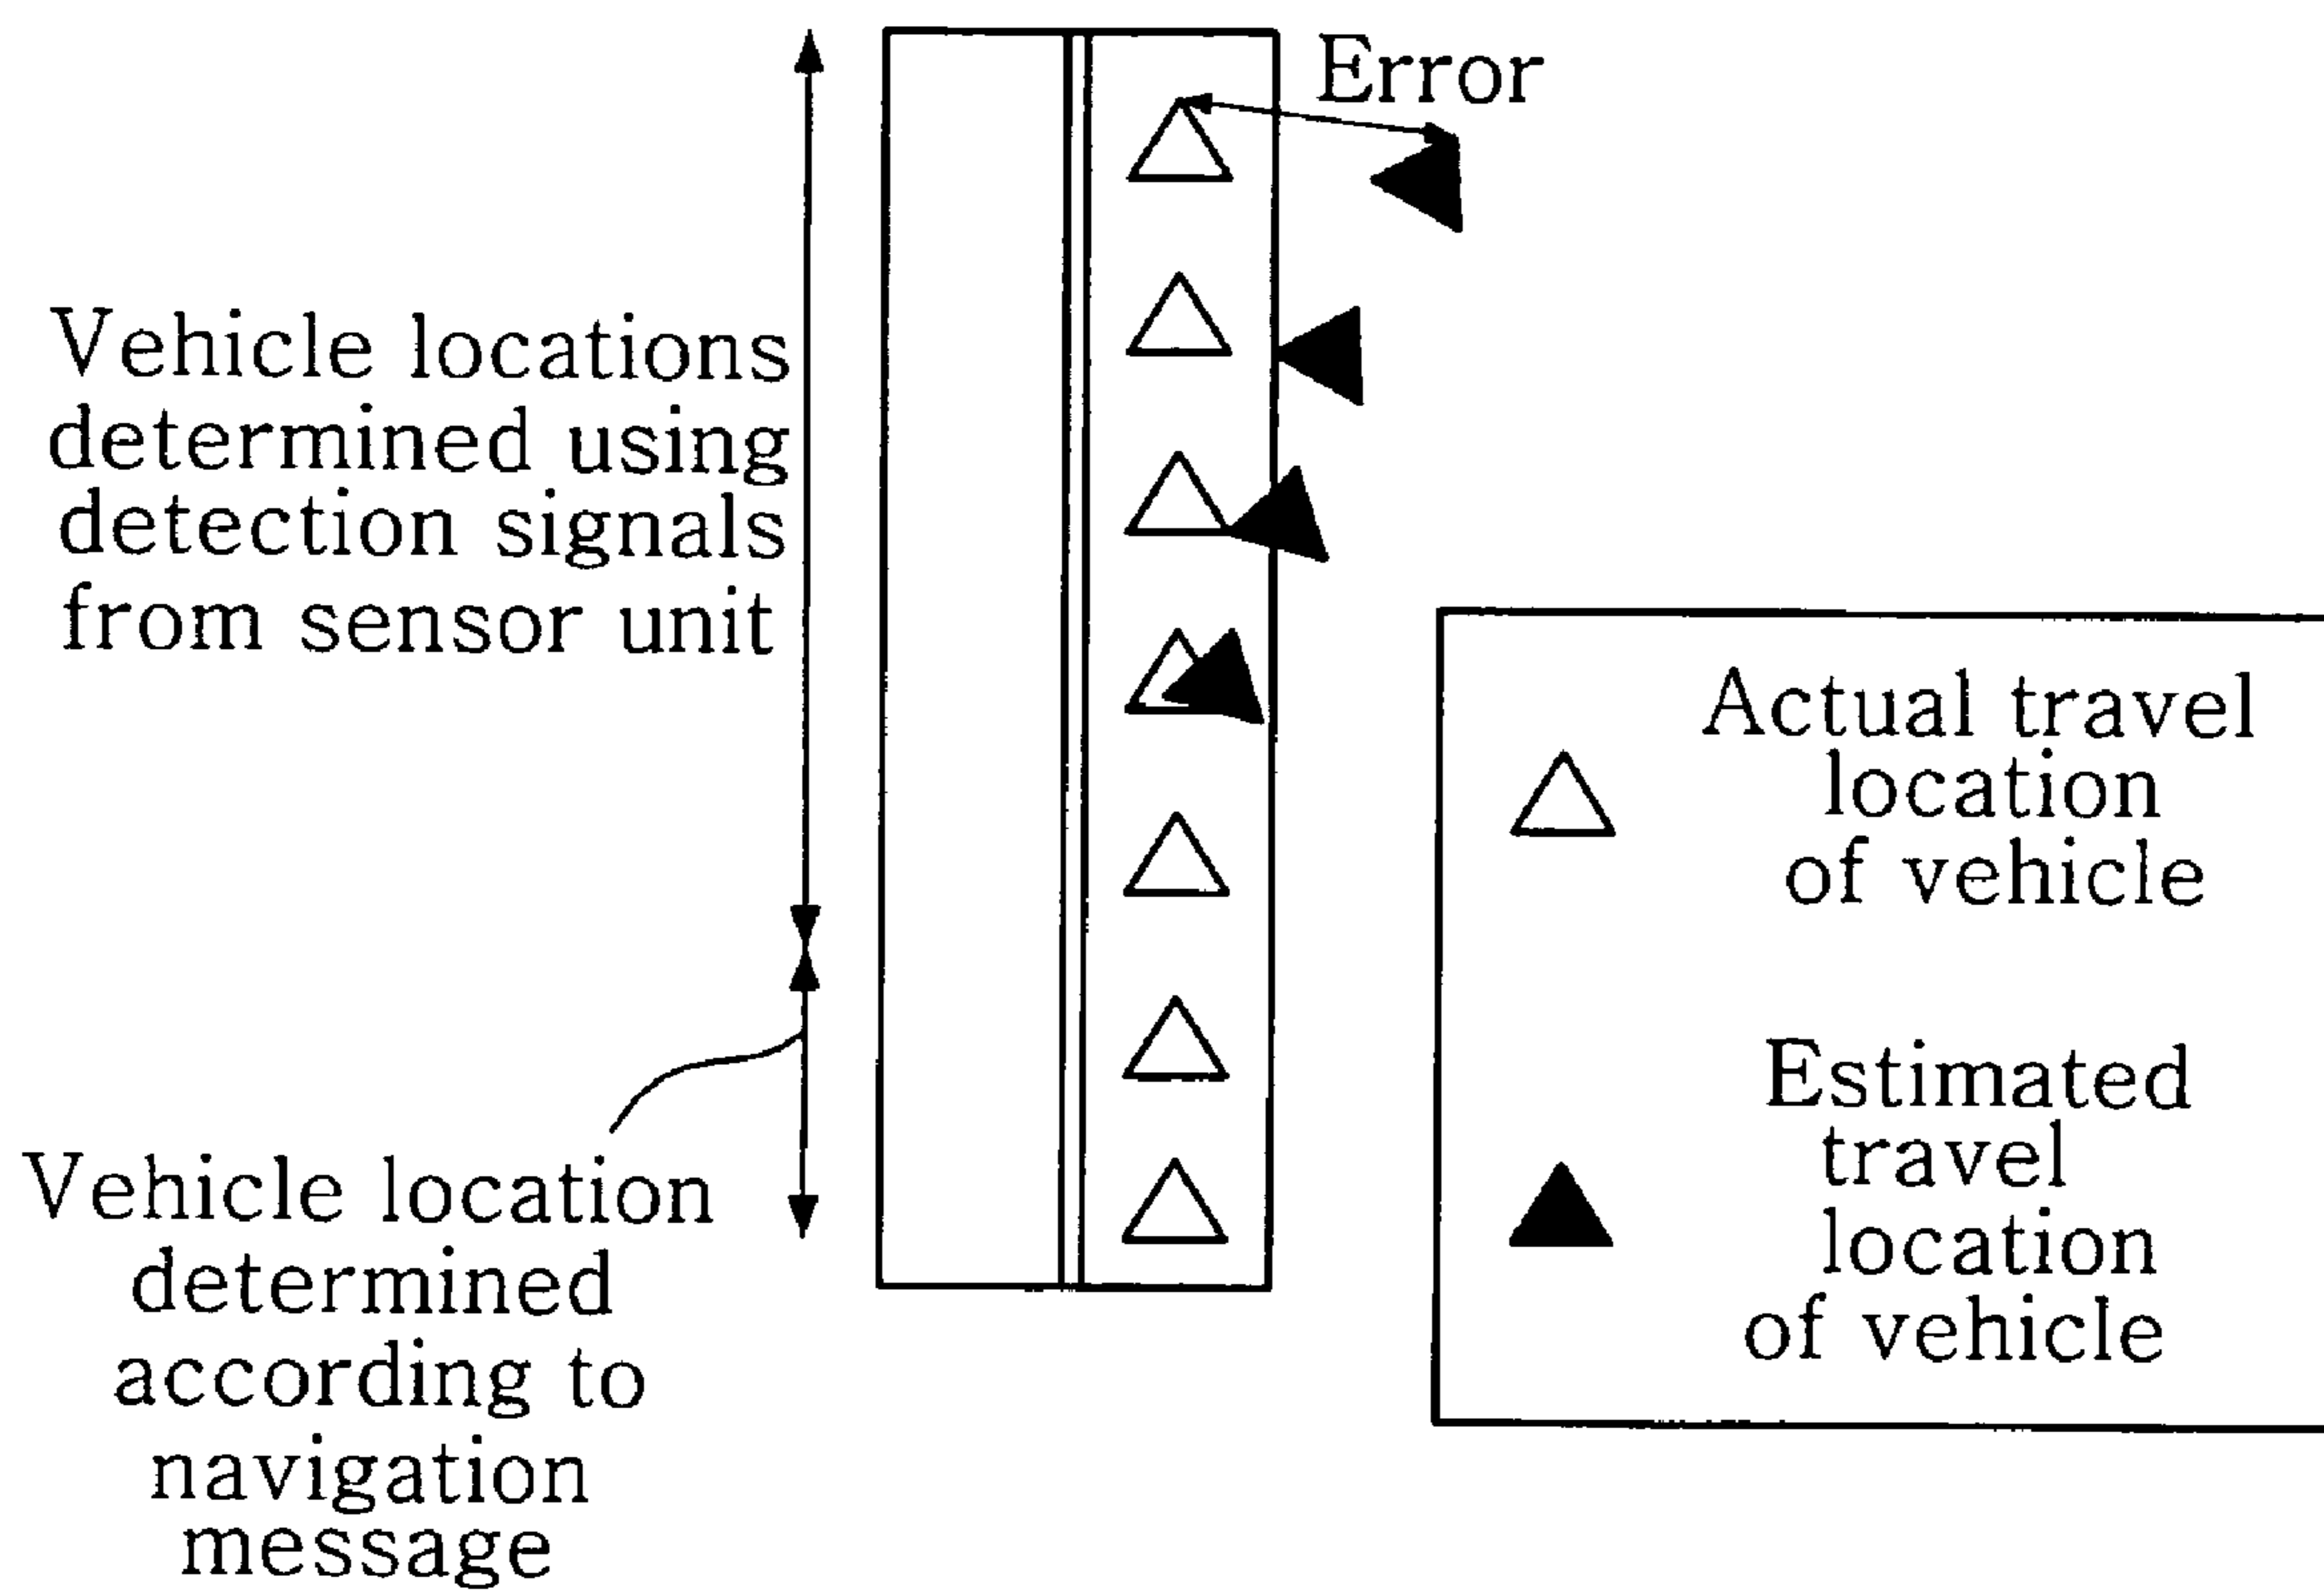 Error
Vehicle locations
determined using
detection signals
from sensor unit
Vehicle location
determined
according to
navigation
message
Actual travel
location
of vehicle
Estimated
travel
location
of vehicle